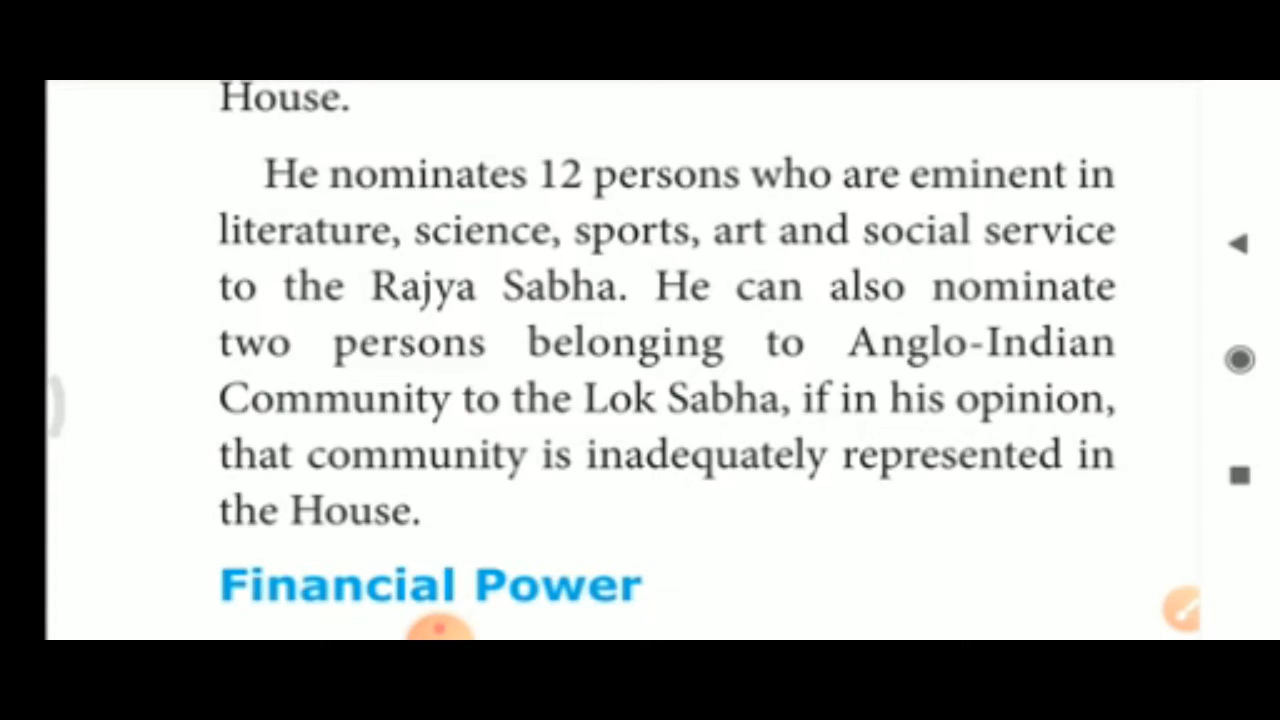 House.
He nominates 12 persons who are eminent in
literature, science, sports, art and social service
to the Rajya Sabha. He can also nominate
two persons belonging to Anglo-Indian
Community to the Lok Sabha, if in his opinion,
that community is inadequately represented in
the House.
Financial Power